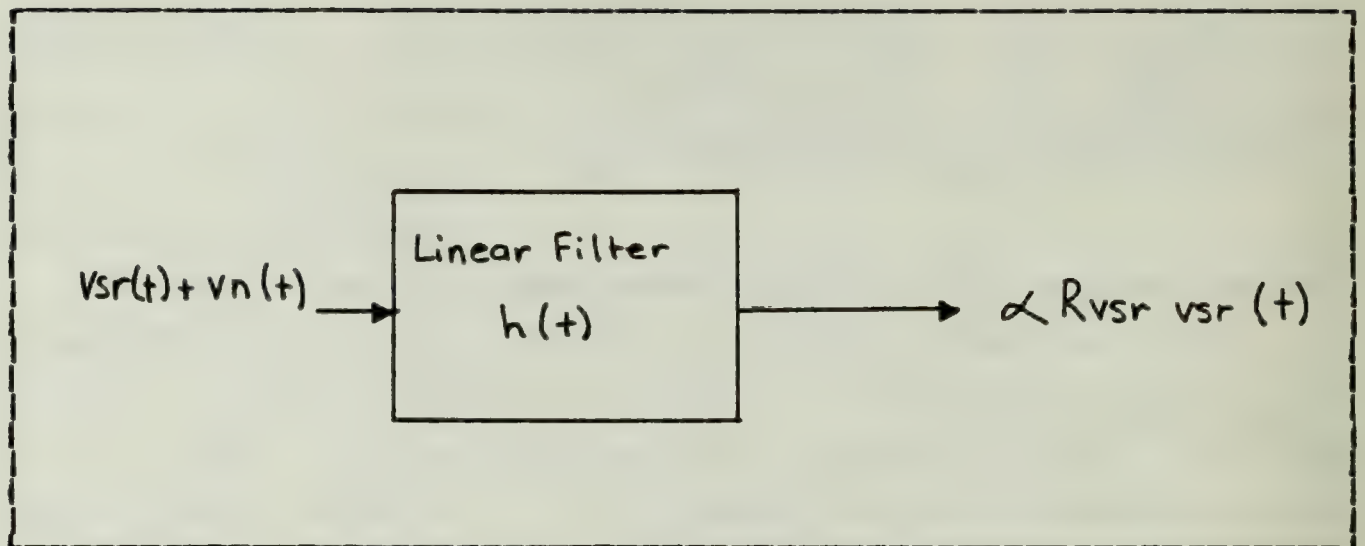 Linear Filter
Vsr(t) + vn(t)
h(t)
∝ Rvsr vsr (t)